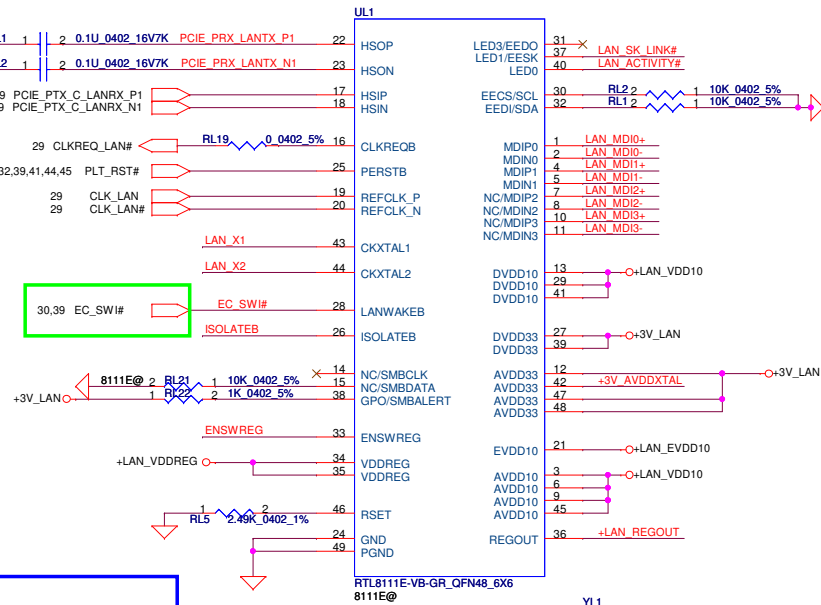 UL1
1 1 2 0.1U_0402_16V7K PCIE_PRX_LANTX_P1 22 HSOP
2 1 2 0.1U_0402_16V7K PCIE_PRX_LANTX_N1 23 HSON
9 PCIE_PTX_C_LANRX_P1 17 HSIP
9 PCIE_PTX_C_LANRX_N1 18 HSIN
29 CLKREQ_LAN# RL19 0_0402_5% 16 CLKREQB
32,39,41,44,45 PLT_RST# 25 PERSTB
29 CLK_LAN 19 REFCLK_P
29 CLK_LAN# 20 REFCLK_N
LAN_X1 43 CKXTAL1
LAN_X2 44 CKXTAL2
30,39 EC_SWI# EC_SWI# 28 LANWAKEB
ISOLATEB 26 ISOLATEB
14 NC/SMBCLK
8111E@ 2 RL21 1 10K_0402_5% 15 NC/SMBDATA
+3V_LAN 1 RL22 2 1K_0402_5% 38 GPO/SMBALERT
ENSWREG 33 ENSWREG
+LAN_VDDREG 34 VDDREG
35 VDDREG
RL5 1 2 2.49K_0402_1% 46 RSET
24 GND
49 PGND
LED3/EEDO 31
LED1/EESK 37 LAN_SK_LINK#
LED0 40 LAN_ACTIVITY#
EECS/SCL 30 RL2 2 1 10K_0402_5%
EEDI/SDA 32 RL1 2 1 10K_0402_5%
MDIP0 1 LAN_MDI0+
MDIN0 2 LAN_MDI0-
MDIP1 4 LAN_MDI1+
MDIN1 5 LAN_MDI1-
NC/MDIP2 7 LAN_MDI2+
NC/MDIN2 8 LAN_MDI2-
NC/MDIP3 10 LAN_MDI3+
NC/MDIN3 11 LAN_MDI3-
DVDD10 13 +LAN_VDD10
DVDD10 29
DVDD10 41
DVDD33 27 +3V_LAN
DVDD33 39
AVDD33 12 +3V_LAN
AVDD33 42 +3V_AVDDXTAL
AVDD33 47
AVDD33 48
EVDD10 21 +LAN_EVDD10
AVDD10 3 +LAN_VDD10
AVDD10 6
AVDD10 9
AVDD10 45
REGOUT 36 +LAN_REGOUT
RTL8111E-VB-GR_QFN48_6X6
8111E@
YL1